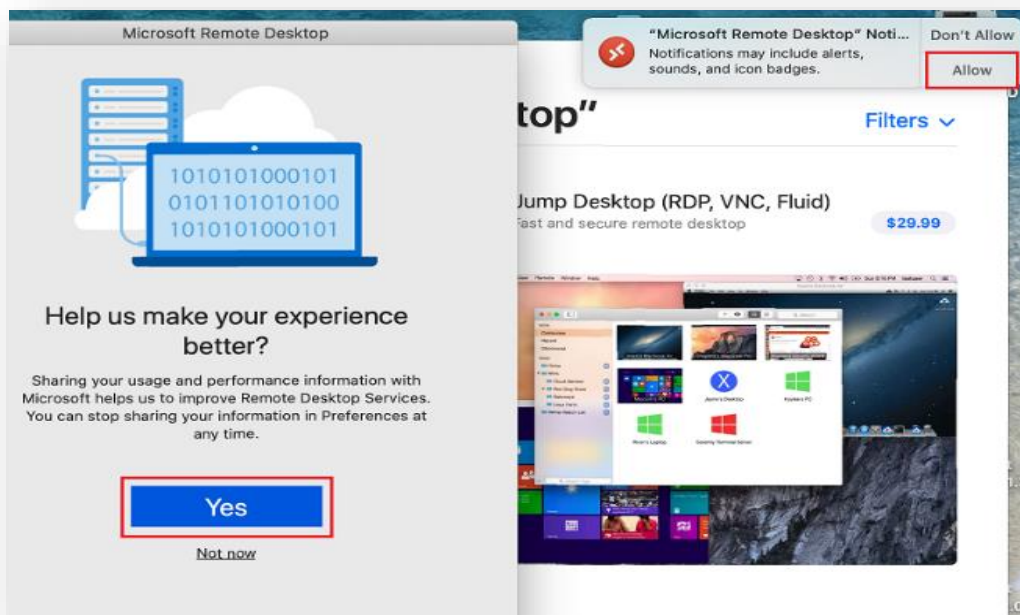 Microsoft Remote Desktop
"Microsoft Remote Desktop" Noti...
Notifications may include alerts,
sounds, and icon badges.
Don't Allow
Allow
top"
Filters
1010101000101
0101101010100
1010101000101
Jump Desktop (RDP, VNC, Fluid)
Fast and secure remote desktop
$29.99
Help us make your experience
better?
Sharing your usage and performance information with
Microsoft helps us to improve Remote Desktop Services.
You can stop sharing your information in Preferences at
any time.
Yes
Not now
Remote Window Help